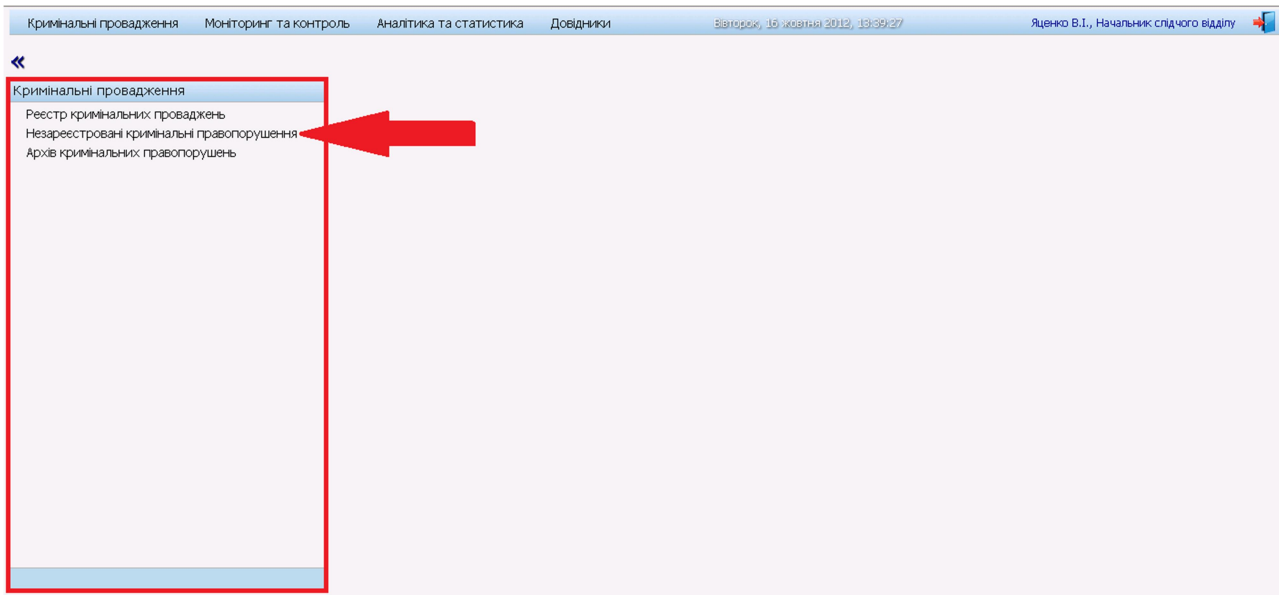 Кримінальні провадження Моніторинг та контроль Аналітика та статистика Довідники Вівторок, 16 жовтня 2012, 13:39:27 Яценко В.І., Начальник слідчого відділу
«
Кримінальні провадження
Реєстр кримінальних проваджень
Незареєстровані кримінальні правопорушення
Архів кримінальних правопорушень